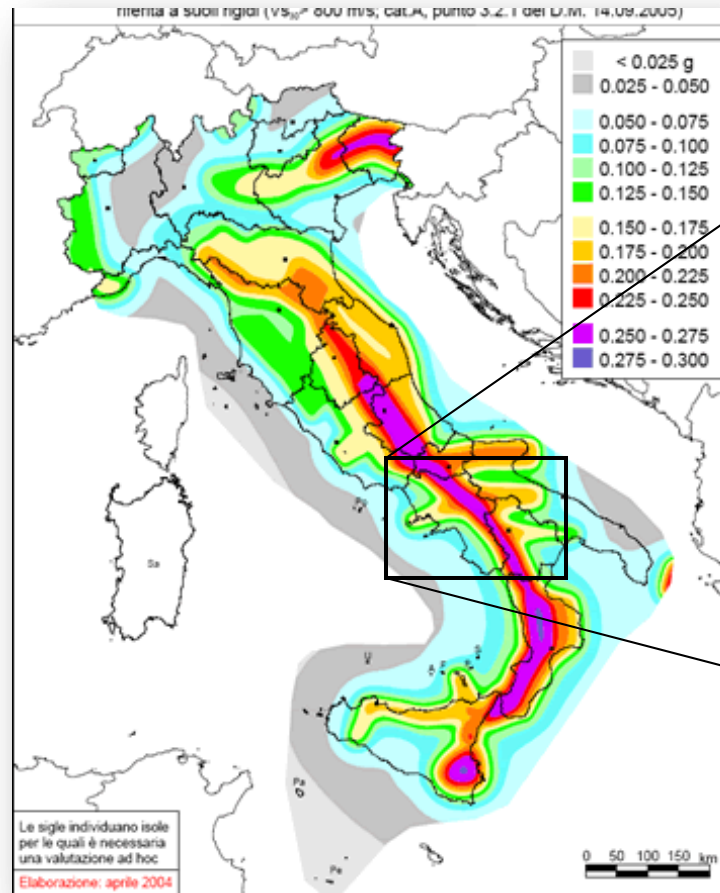 riferita a suoli rigidi (Vs₃₀> 800 m/s; cat.A, punto 3.2.1 del D.M. 14.09.2005)
< 0.025 g
0.025 - 0.050
0.050 - 0.075
0.075 - 0.100
0.100 - 0.125
0.125 - 0.150
0.150 - 0.175
0.175 - 0.200
0.200 - 0.225
0.225 - 0.250
0.250 - 0.275
0.275 - 0.300
Sa
U
A
Pa
Pe
Le sigle individuano isole
per le quali è necessaria
una valutazione ad hoc
Elaborazione: aprile 2004
0 50 100 150 km